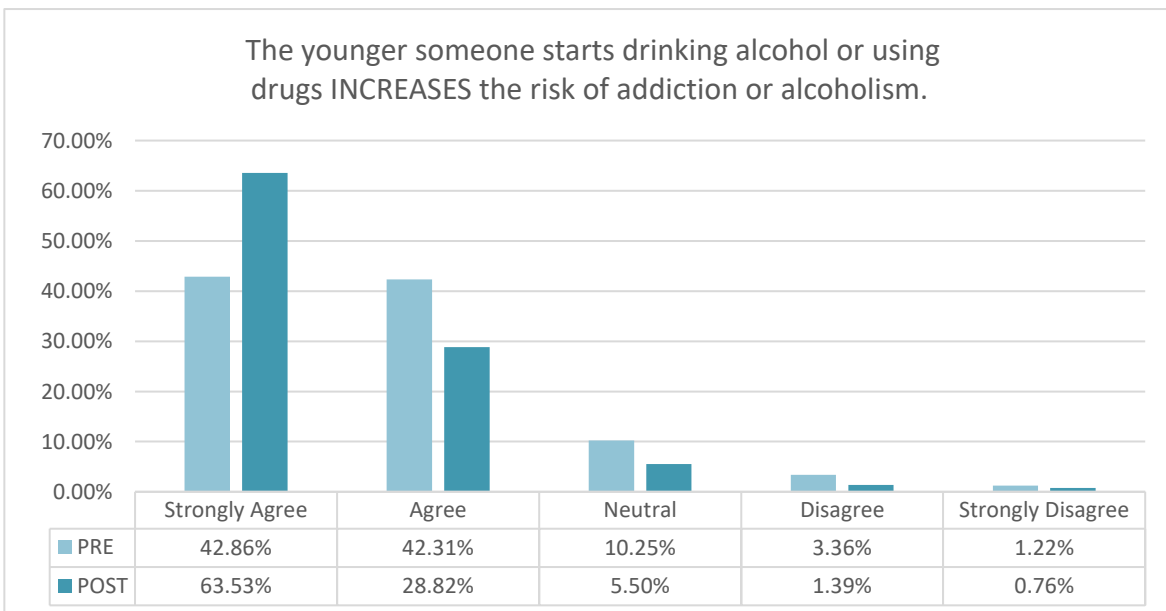 The younger someone starts drinking alcohol or using
drugs INCREASES the risk of addiction or alcoholism.
70.00%
60.00%
50.00%
40.00%
30.00%
20.00%
10.00%
0.00%
Strongly Agree Agree Neutral Disagree Strongly Disagree
PRE 42.86% 42.31% 10.25% 3.36% 1.22%
POST 63.53% 28.82% 5.50% 1.39% 0.76%